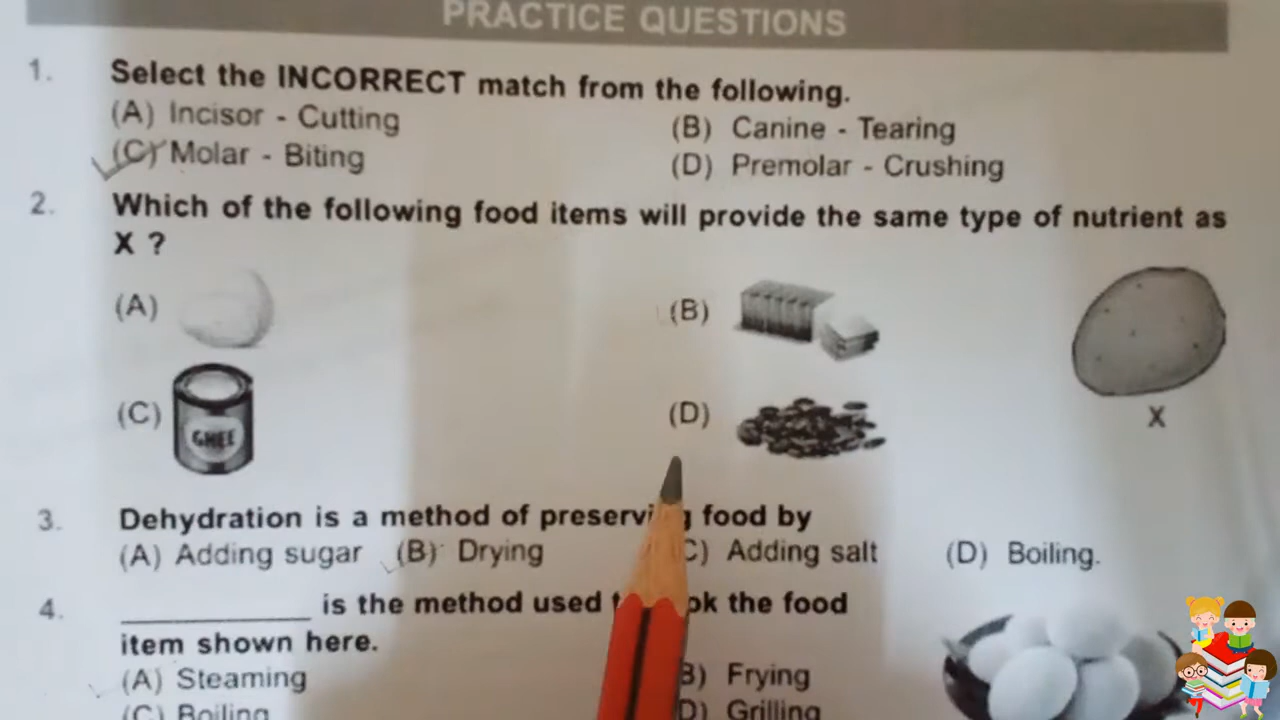 PRACTICE QUESTIONS
1. Select the INCORRECT match from the following.
(A) Incisor - Cutting (B) Canine - Tearing
(C) Molar - Biting (D) Premolar - Crushing
2. Which of the following food items will provide the same type of nutrient as
X ?
(A) (B)
(C) GHEE (D) X
3. Dehydration is a method of preserving food by
(A) Adding sugar (B) Drying C) Adding salt (D) Boiling.
4. __________ is the method used the food
item shown here.
(A) Steaming B) Frying
(C) Boiling D) Grilling